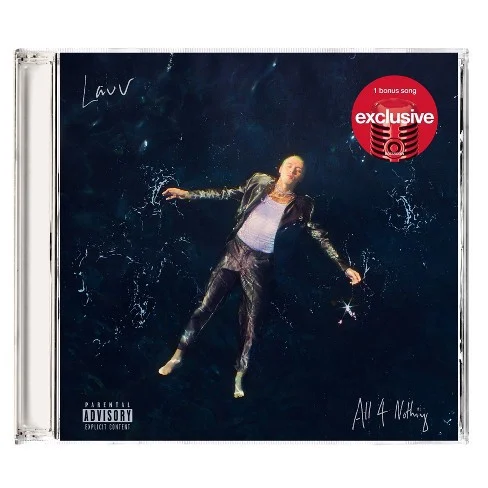 Lauv
1 bonus song
exclusive
PARENTAL
ADVISORY
EXPLICIT CONTENT
All 4 Nothing